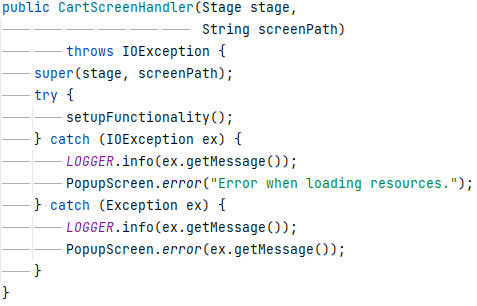 public CartScreenHandler(Stage stage,
                         String screenPath)
        throws IOException {
    super(stage, screenPath);
    try {
        setupFunctionality();
    } catch (IOException ex) {
        LOGGER.info(ex.getMessage());
        PopupScreen.error("Error when loading resources.");
    } catch (Exception ex) {
        LOGGER.info(ex.getMessage());
        PopupScreen.error(ex.getMessage());
    }
}